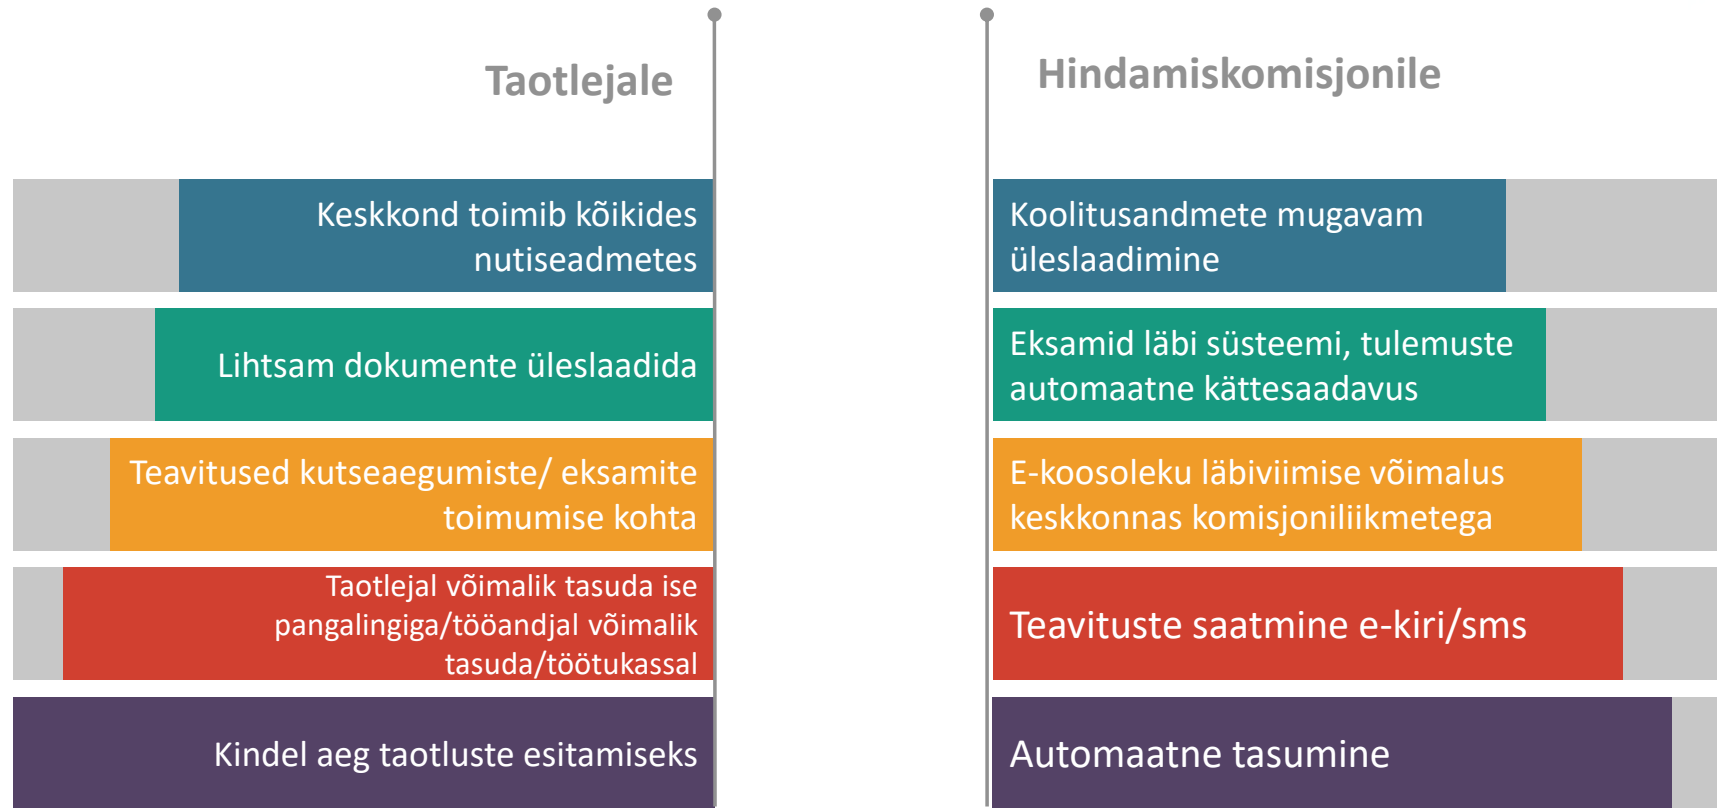 Taotlejale
Keskkond toimib kõikides
nutiseadmetes
Lihtsam dokumente üleslaadida
Teavitused kutseaegumiste/ eksamite
toimumise kohta
Taotlejal võimalik tasuda ise
pangalingiga/tööandjal võimalik
tasuda/töötukassal
Kindel aeg taotluste esitamiseks
Hindamiskomisjonile
Koolitusandmete mugavam
üleslaadimine
Eksamid läbi süsteemi, tulemuste
automaatne kättesaadavus
E-koosoleku läbiviimise võimalus
keskkonnas komisjoniliikmetega
Teavituste saatmine e-kiri/sms
Automaatne tasumine